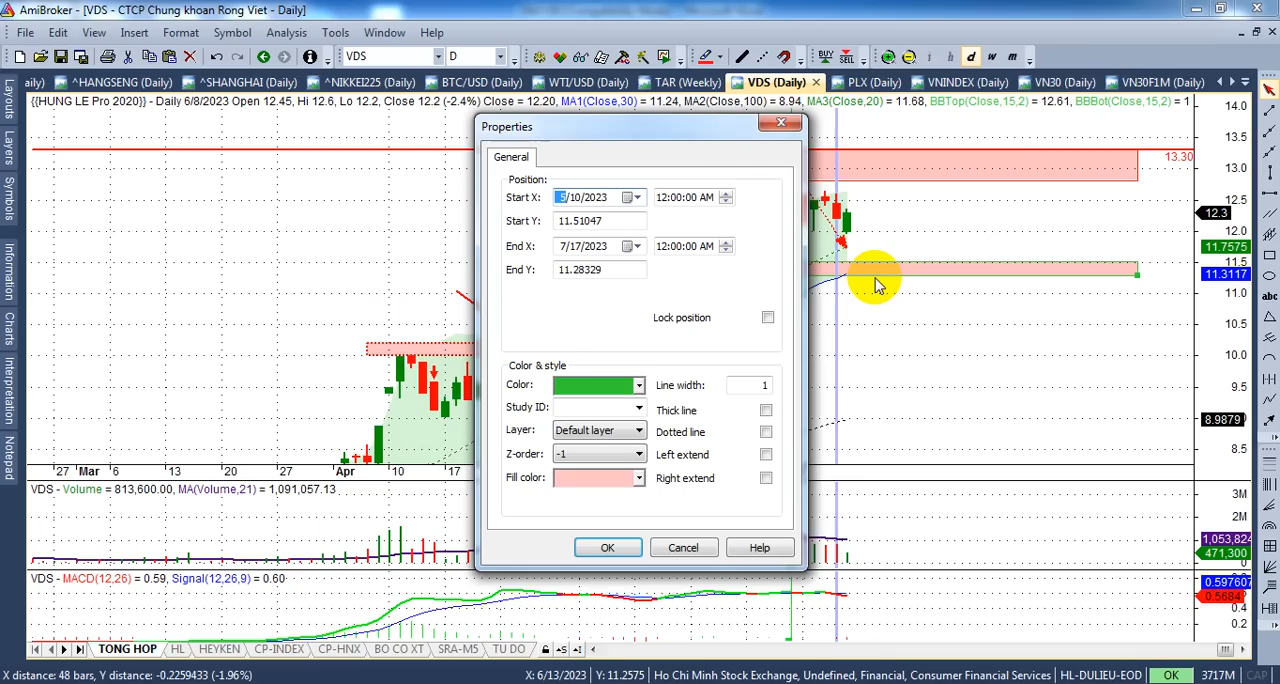 AmiBroker - [VDS - CTCP Chung khoan Rong Viet - Daily]
File Edit View Insert Format Symbol Analysis Tools Window Help
VDS D BUY SELL i h d w m
aily) ^HANGSENG (Daily) ^SHANGHAI (Daily) ^NIKKEI225 (Daily) BTC/USD (Daily) WTI/USD (Daily) TAR (Weekly) VDS (Daily) PLX (Daily) VNINDEX (Daily) VN30 (Daily) VN30F1M (Daily)
{{HUNG LE Pro 2020}} - Daily 6/8/2023 Open 12.45, Hi 12.6, Lo 12.2, Close 12.2 (-2.4%) Close = 12.20, MA1(Close,30) = 11.24, MA2(Close,100) = 8.94, MA3(Close,20) = 11.68, BBTop(Close,15,2) = 12.61, BBBot(Close,15,2) = 1
Layouts
Layers
Symbols
Information
Charts
Interpretation
Notepad
Properties
General
Position:
Start X: 5/10/2023 12:00:00 AM
Start Y: 11.51047
End X: 7/17/2023 12:00:00 AM
End Y: 11.28329
Lock position
Color & style
Color: Line width: 1
Study ID: Thick line
Layer: Default layer Dotted line
Z-order: -1 Left extend
Fill color: Right extend
OK Cancel Help
14.0
13.5
13.30
13.0
12.5
12.3
12.0
11.7575
11.5
11.3117
11.0
10.5
10.0
9.5
8.9879
8.5
27 Mar 6 13 20 27 Apr 10 17
VDS - Volume = 813,600.00, MA(Volume,21) = 1,091,057.13
3M
2M
1,053,824
471,300
0
VDS - MACD(12,26) = 0.59, Signal(12,26,9) = 0.60
0.597607
0.5684
0.4
0.2
TONG HOP HL HEYKEN CP-INDEX CP-HNX BO CO XT SRA-M5 TU DO
abc
X distance: 48 bars, Y distance: -0.2259433 (-1.96%) X: 6/13/2023 Y: 11.2575 Ho Chi Minh Stock Exchange, Undefined, Financial, Consumer Financial Services HL-DULIEU-EOD OK 3717M CAP